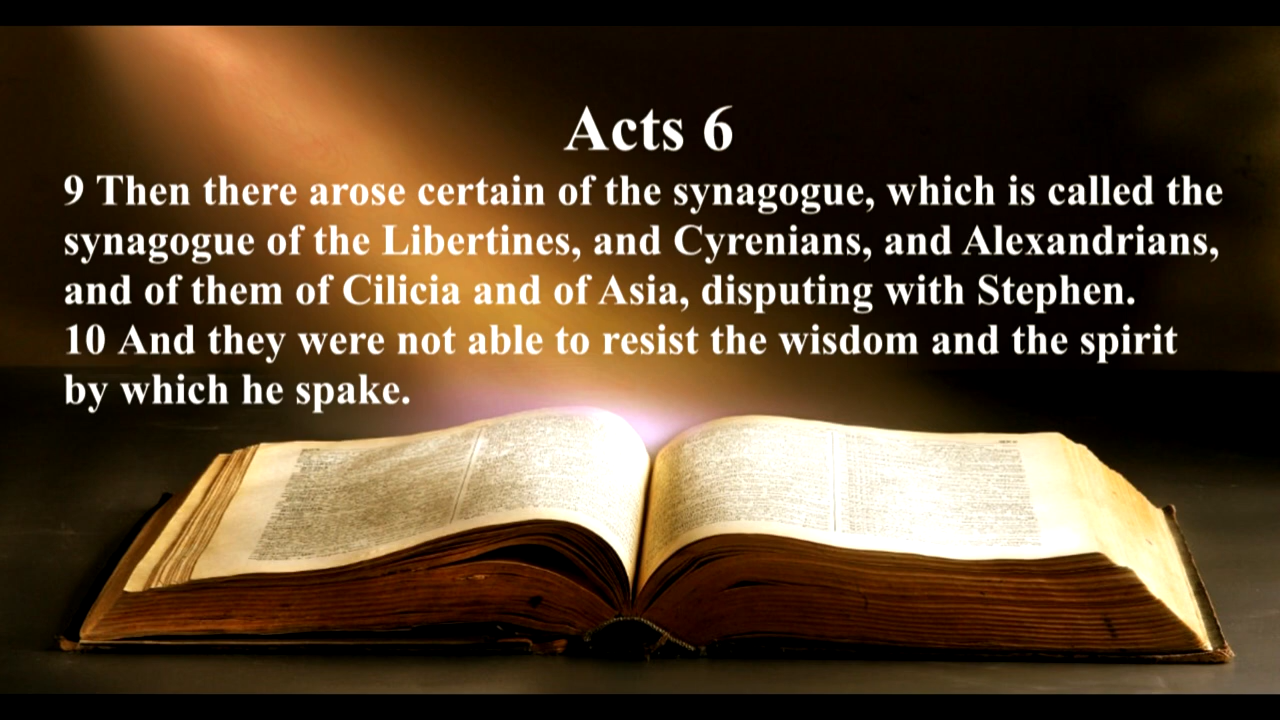 Acts 6
9 Then there arose certain of the synagogue, which is called the
synagogue of the Libertines, and Cyrenians, and Alexandrians,
and of them of Cilicia and of Asia, disputing with Stephen.
10 And they were not able to resist the wisdom and the spirit
by which he spake.